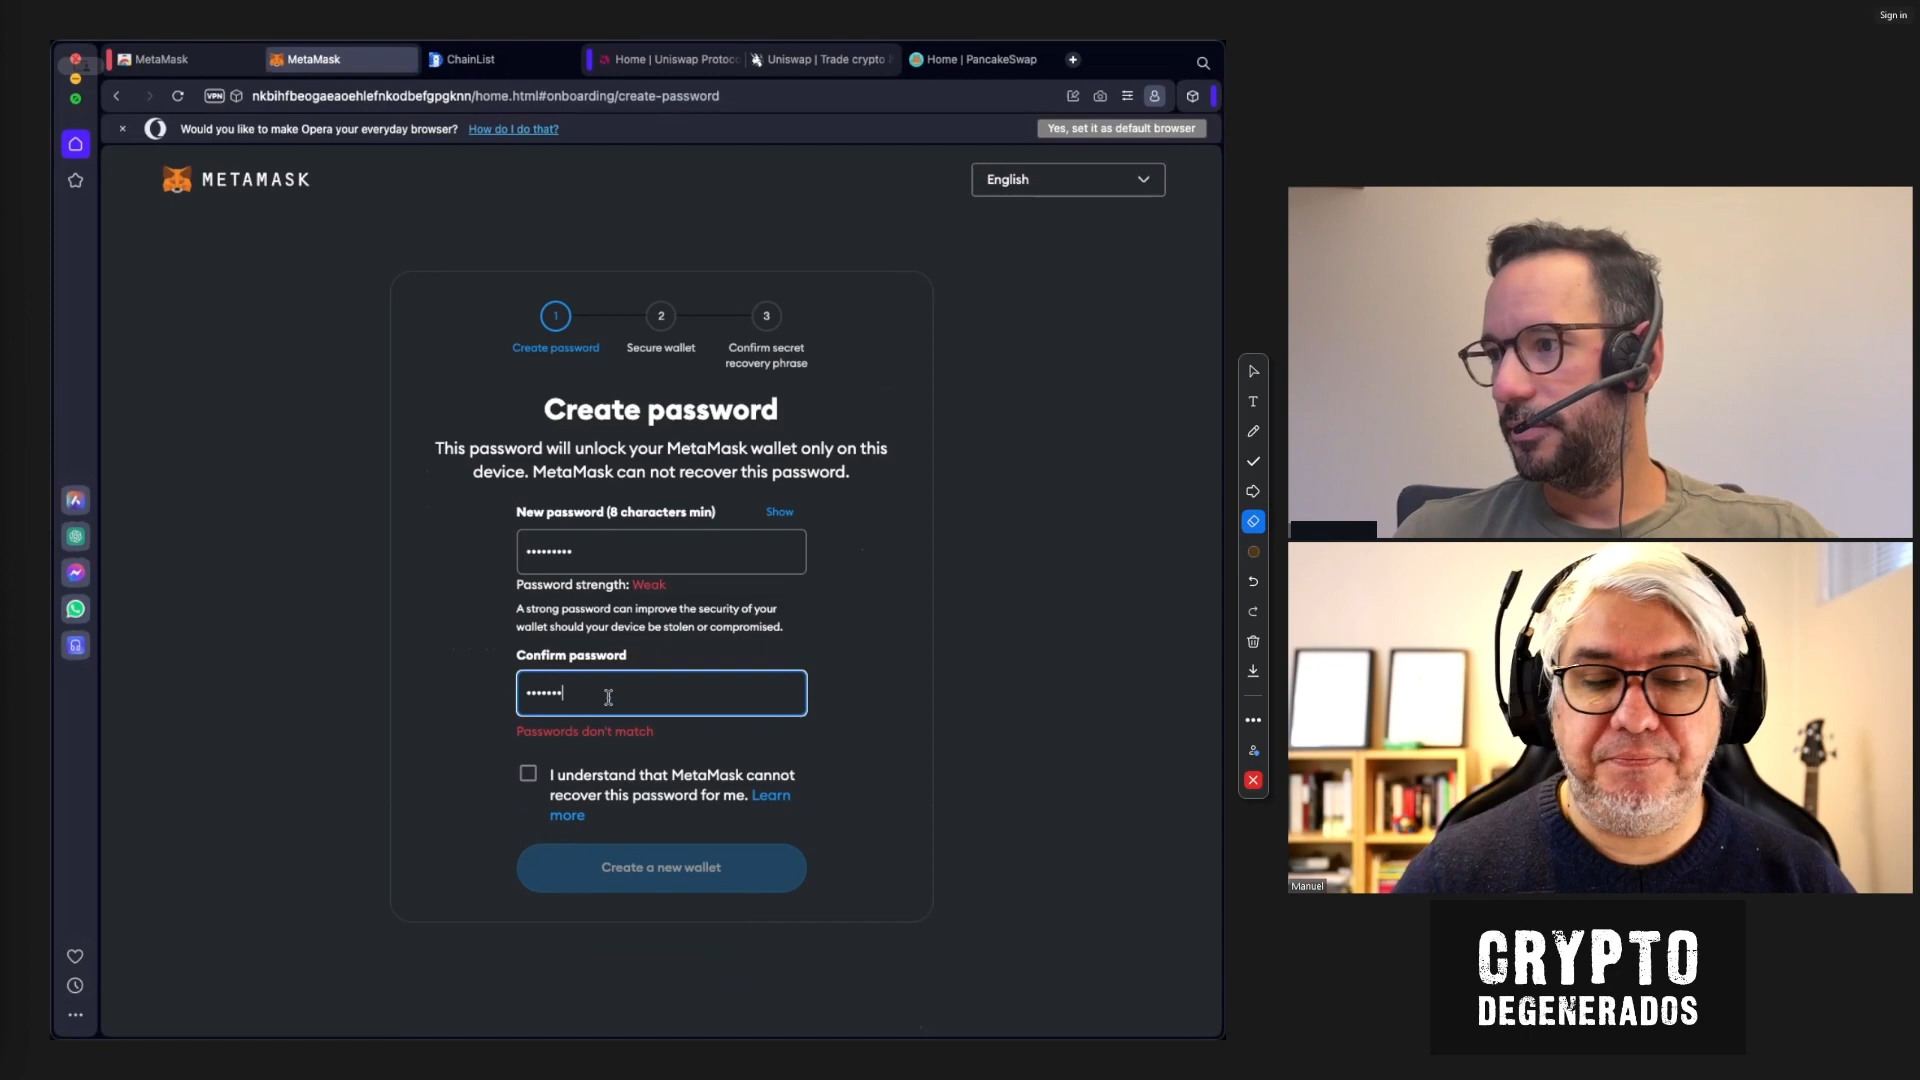 Sign in
MetaMask
MetaMask
ChainList
Home | Uniswap Protoc
Uniswap | Trade crypto
Home | PancakeSwap
VPN
nkbihfbeogaeaoehlefnkodbefgpgknn/home.html#onboarding/create-password
Would you like to make Opera your everyday browser? How do I do that?
Yes, set it as default browser
METAMASK
English
1
2
3
Create password
Secure wallet
Confirm secret
recovery phrase
Create password
This password will unlock your MetaMask wallet only on this
device. MetaMask can not recover this password.
New password (8 characters min)
Show
•••••••••
Password strength: Weak
A strong password can improve the security of your
wallet should your device be stolen or compromised.
Confirm password
•••••••
Passwords don't match
I understand that MetaMask cannot
recover this password for me. Learn
more
Create a new wallet
T
Manuel
CRYPTO
DEGENERADOS